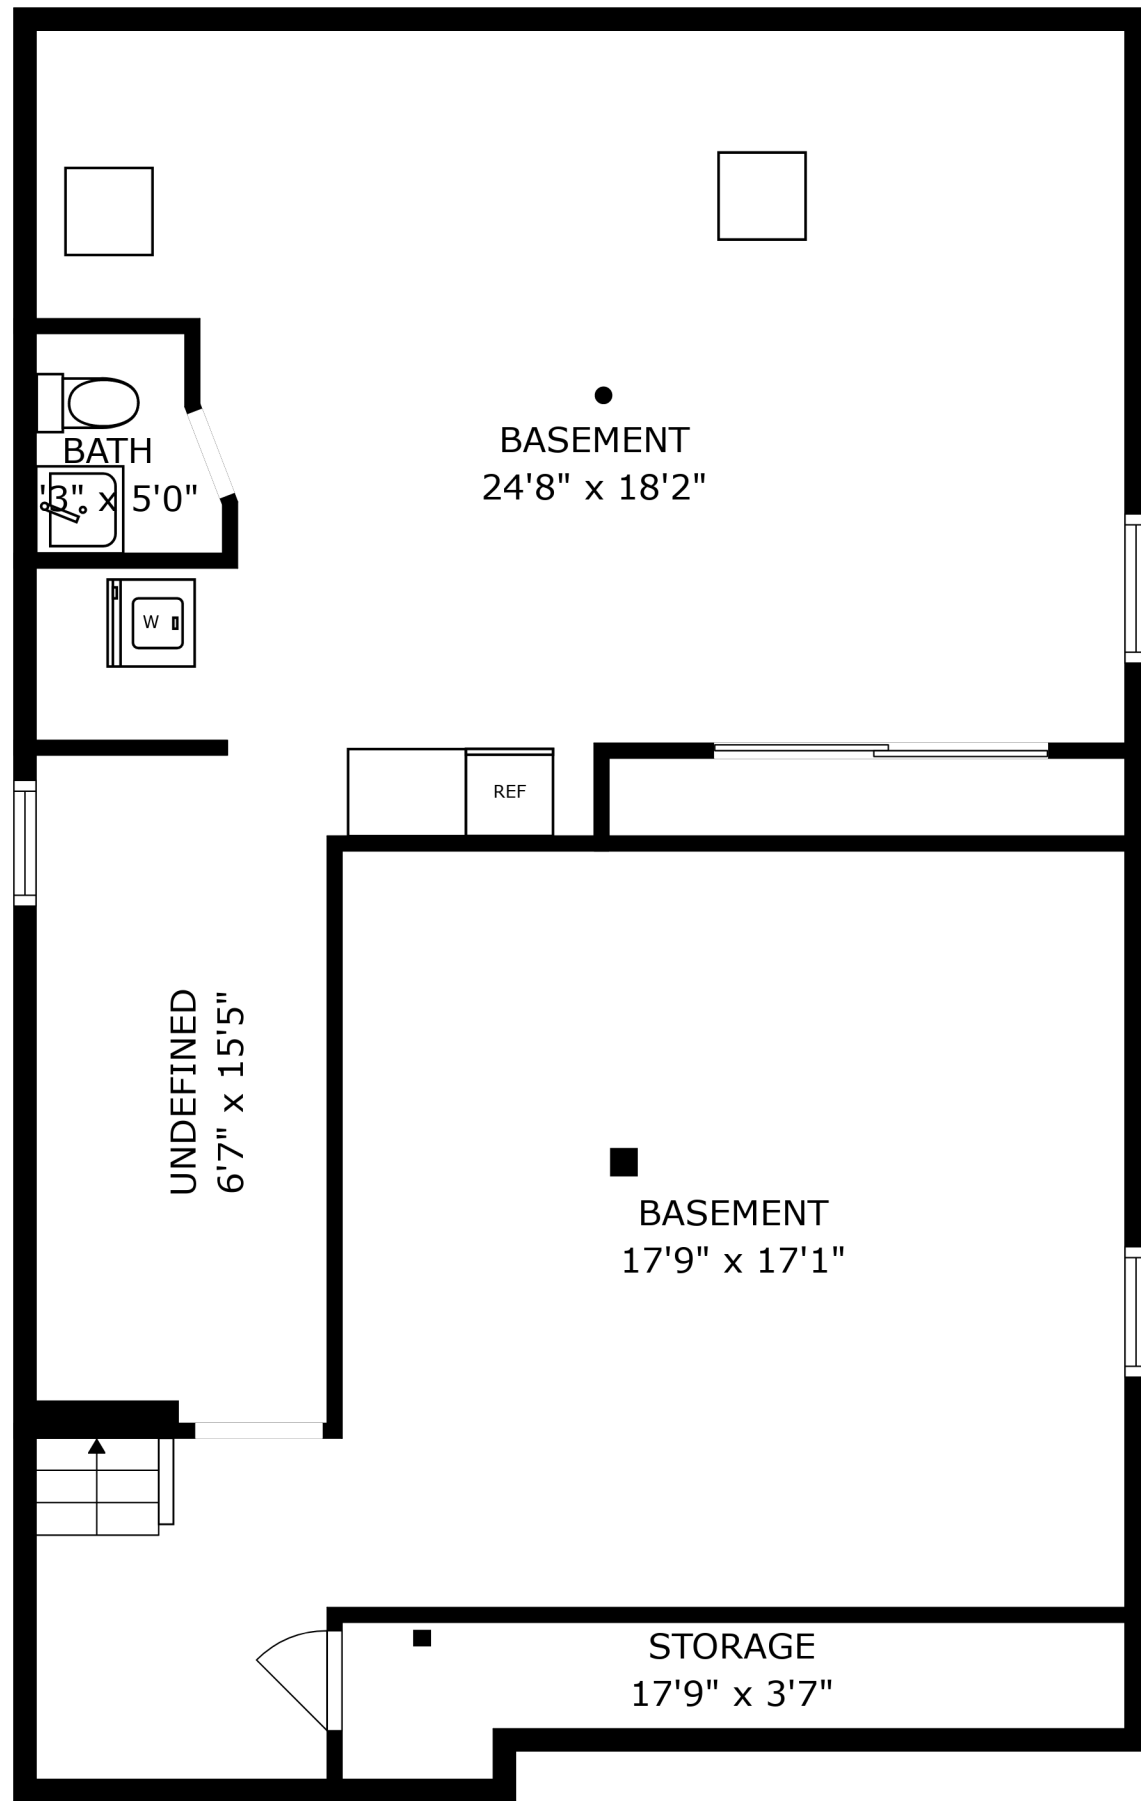 BASEMENT
24'8" x 18'2"
BATH
'3" x 5'0"
W
REF
UNDEFINED
6'7" x 15'5"
BASEMENT
17'9" x 17'1"
STORAGE
17'9" x 3'7"